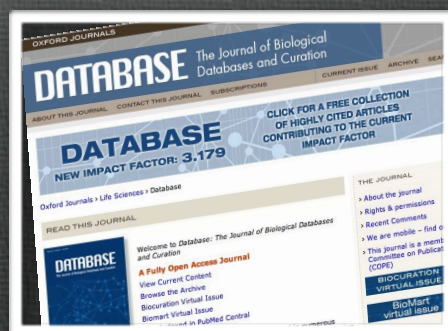 OXFORD JOURNALS
DATABASE The Journal of Biological
Databases and Curation
ABOUT THIS JOURNAL CONTACT THIS JOURNAL SUBSCRIPTIONS CURRENT ISSUE ARCHIVE
DATABASE
NEW IMPACT FACTOR: 3.179
CLICK FOR A FREE COLLECTION
OF HIGHLY CITED ARTICLES
CONTRIBUTING TO THE CURRENT
IMPACT FACTOR
Oxford Journals > Life Sciences > Database
READ THIS JOURNAL
DATABASE
Welcome to Database: The Journal of Biological Databases
and Curation
A Fully Open Access Journal
View Current Content
Browse the Archive
Biocuration Virtual Issue
Biomart Virtual Issue
in PubMed Central
THE JOURNAL
> About the journal
> Rights & permissions
> Recent Comments
> We are mobile – find o
> This journal is a memb
Committee on Publicat
(COPE)
BIOCURATION
VIRTUAL ISSUE
BioMart
virtual issue